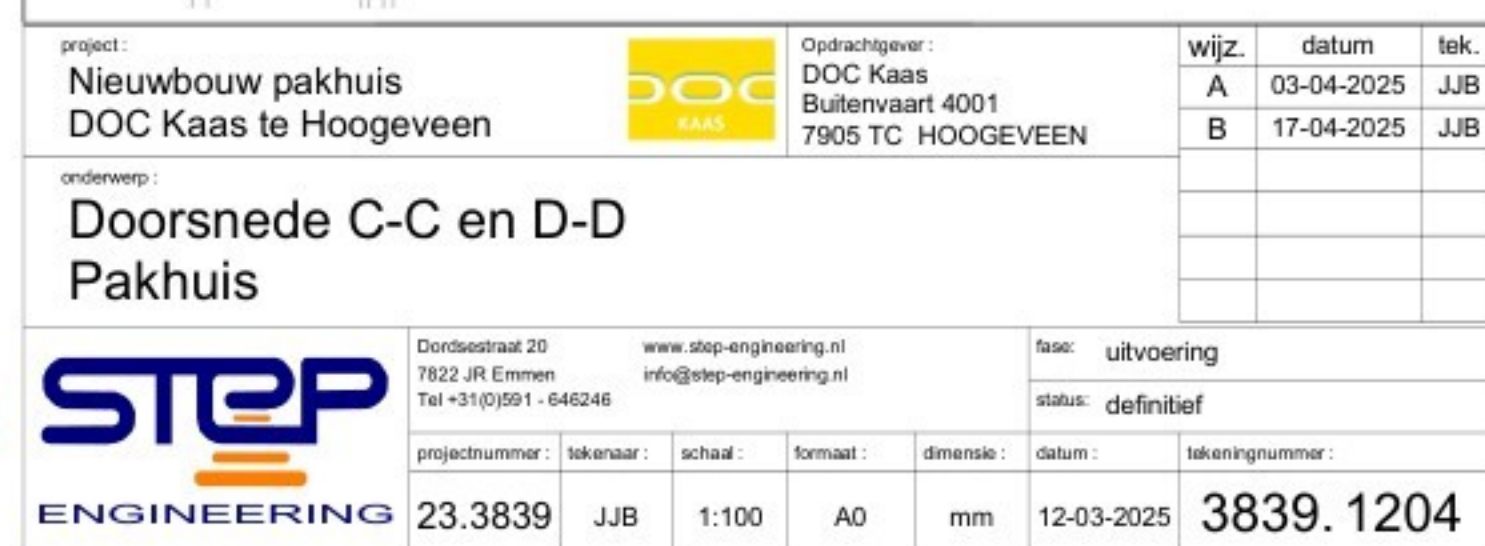 project :
Nieuwbouw pakhuis
DOC Kaas te Hoogeveen
DOC
KAAS
Opdrachtgever :
DOC Kaas
Buitenvaart 4001
7905 TC HOOGEVEEN
wijz. datum tek.
A 03-04-2025 JJB
B 17-04-2025 JJB
onderwerp :
Doorsnede C-C en D-D
Pakhuis
STEP
ENGINEERING
Dordsestraat 20 www.step-engineering.nl
7822 JR Emmen info@step-engineering.nl
Tel +31(0)591 - 646246
fase: uitvoering
status: definitief
projectnummer : tekenaar : schaal : formaat : dimensie : datum : tekeningnummer :
23.3839 JJB 1:100 A0 mm 12-03-2025 3839. 1204